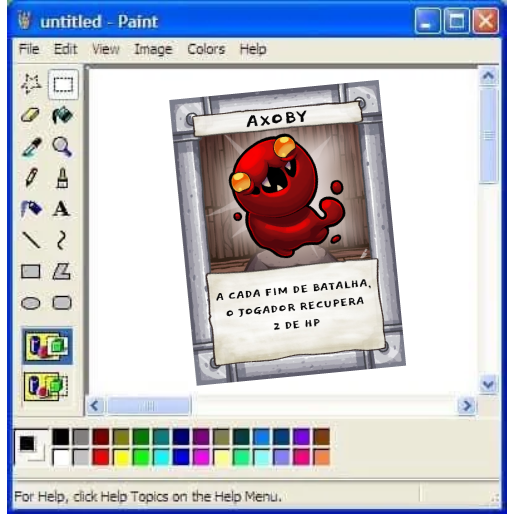 untitled - Paint
File Edit View Image Colors Help
A
AXOBY
A CADA FIM DE BATALHA,
O JOGADOR RECUPERA
2 DE HP
For Help, click Help Topics on the Help Menu.